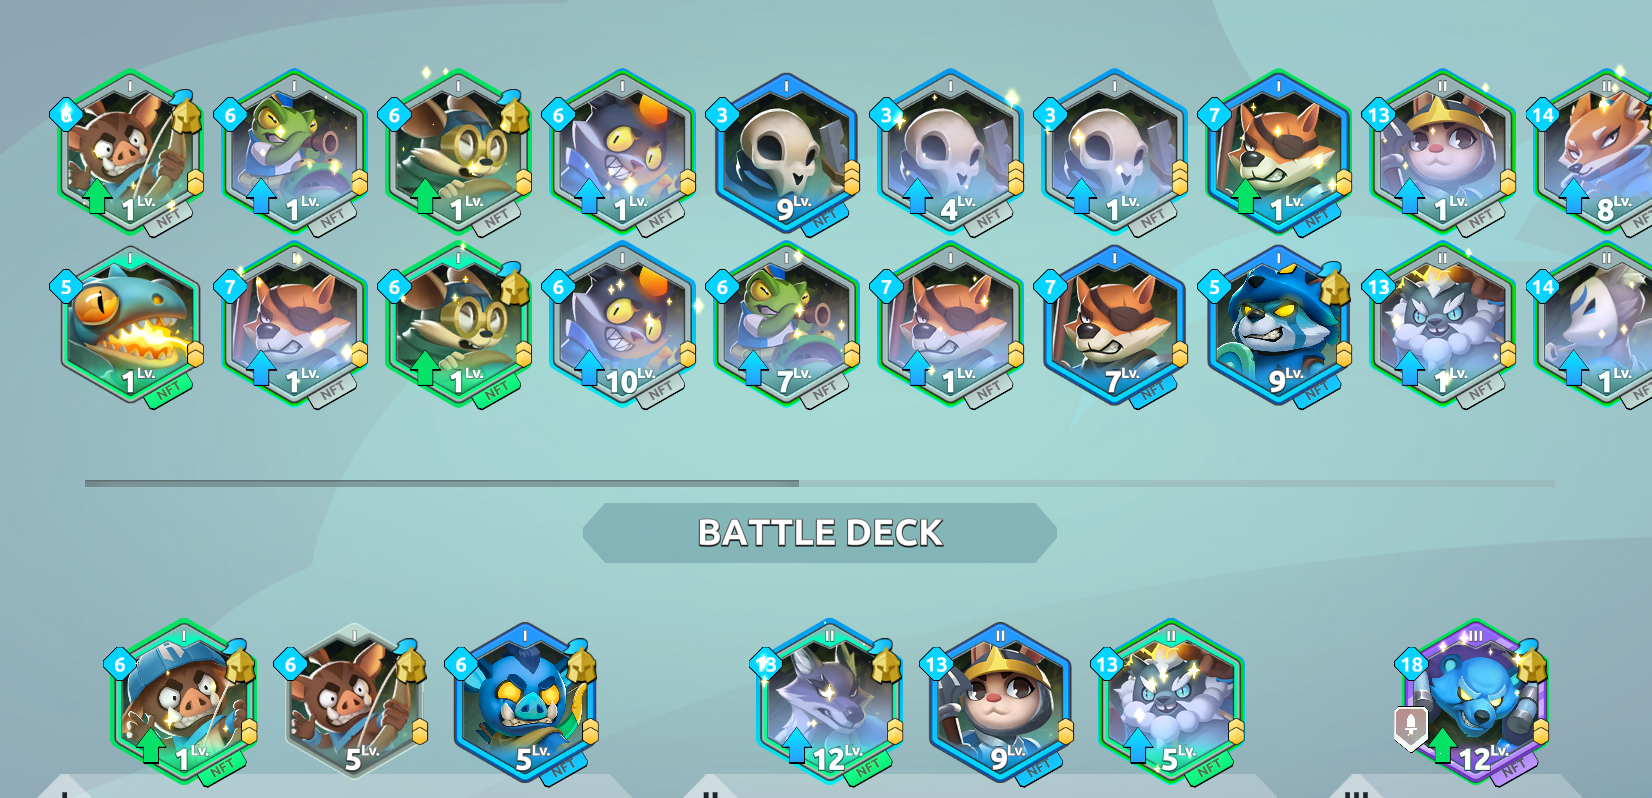 I I I I I I I I II II
6 6 6 6 3 3 3 7 13 14
1 Lv. 1 Lv. 1 Lv. 1 Lv. 9 Lv. 4 Lv. 1 Lv. 1 Lv. 1 Lv. 8 Lv.
NFT NFT NFT NFT NFT NFT NFT NFT NFT NFT
I I I I I I I I II II
5 7 6 6 6 7 7 5 13 14
1 Lv. 1 Lv. 1 Lv. 10 Lv. 7 Lv. 1 Lv. 7 Lv. 9 Lv. 1 Lv. 1 Lv.
NFT NFT NFT NFT NFT NFT NFT NFT NFT NFT
BATTLE DECK
I I I II II II III
6 6 6 13 13 13 18
1 Lv. 5 Lv. 5 Lv. 12 Lv. 9 Lv. 5 Lv. 12 Lv.
NFT NFT NFT NFT NFT NFT
I II III